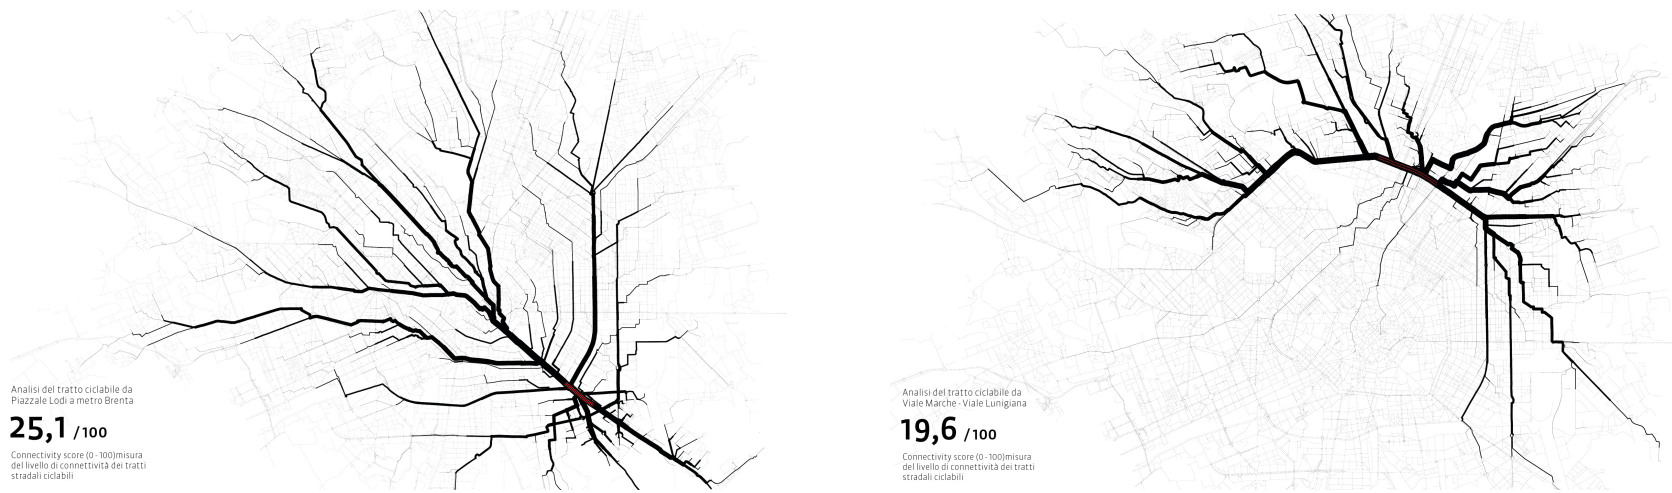 Analisi del tratto ciclabile da
Piazzale Lodi a metro Brenta
25,1 / 100
Connectivity score (0 - 100)misura
del livello di connettività dei tratti
stradali ciclabili
Analisi del tratto ciclabile da
Viale Marche - Viale Lunigiana
19,6 / 100
Connectivity score (0 - 100)misura
del livello di connettività dei tratti
stradali ciclabili